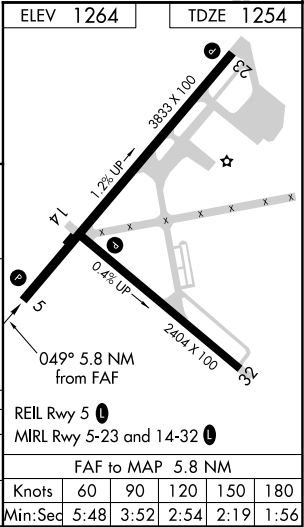 ELEV 1264
TDZE 1254
P
23
3833 X 100
1.2% UP
14
P
0.4% UP
P
5
2404 X 100
32
049° 5.8 NM
from FAF
REIL Rwy 5 L
MIRL Rwy 5-23 and 14-32 L
FAF to MAP 5.8 NM
Knots 60 90 120 150 180
Min:Sec 5:48 3:52 2:54 2:19 1:56